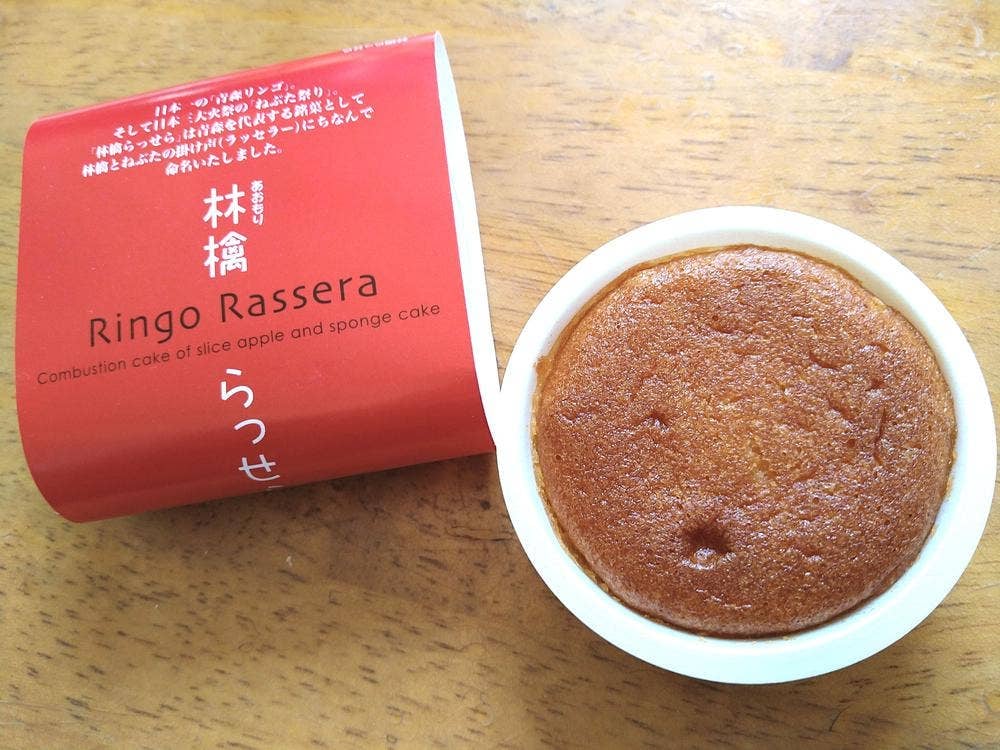 日本一の「青森リンゴ」。
そして日本三大火祭の「ねぶた祭り」。
「林檎らっせら」は青森を代表する銘菓として
林檎とねぶたの掛け声（ラッセラー）にちなんで
命名いたしました。
あおもり
林檎
Ringo Rassera
Combustion cake of slice apple and sponge cake
らっせ